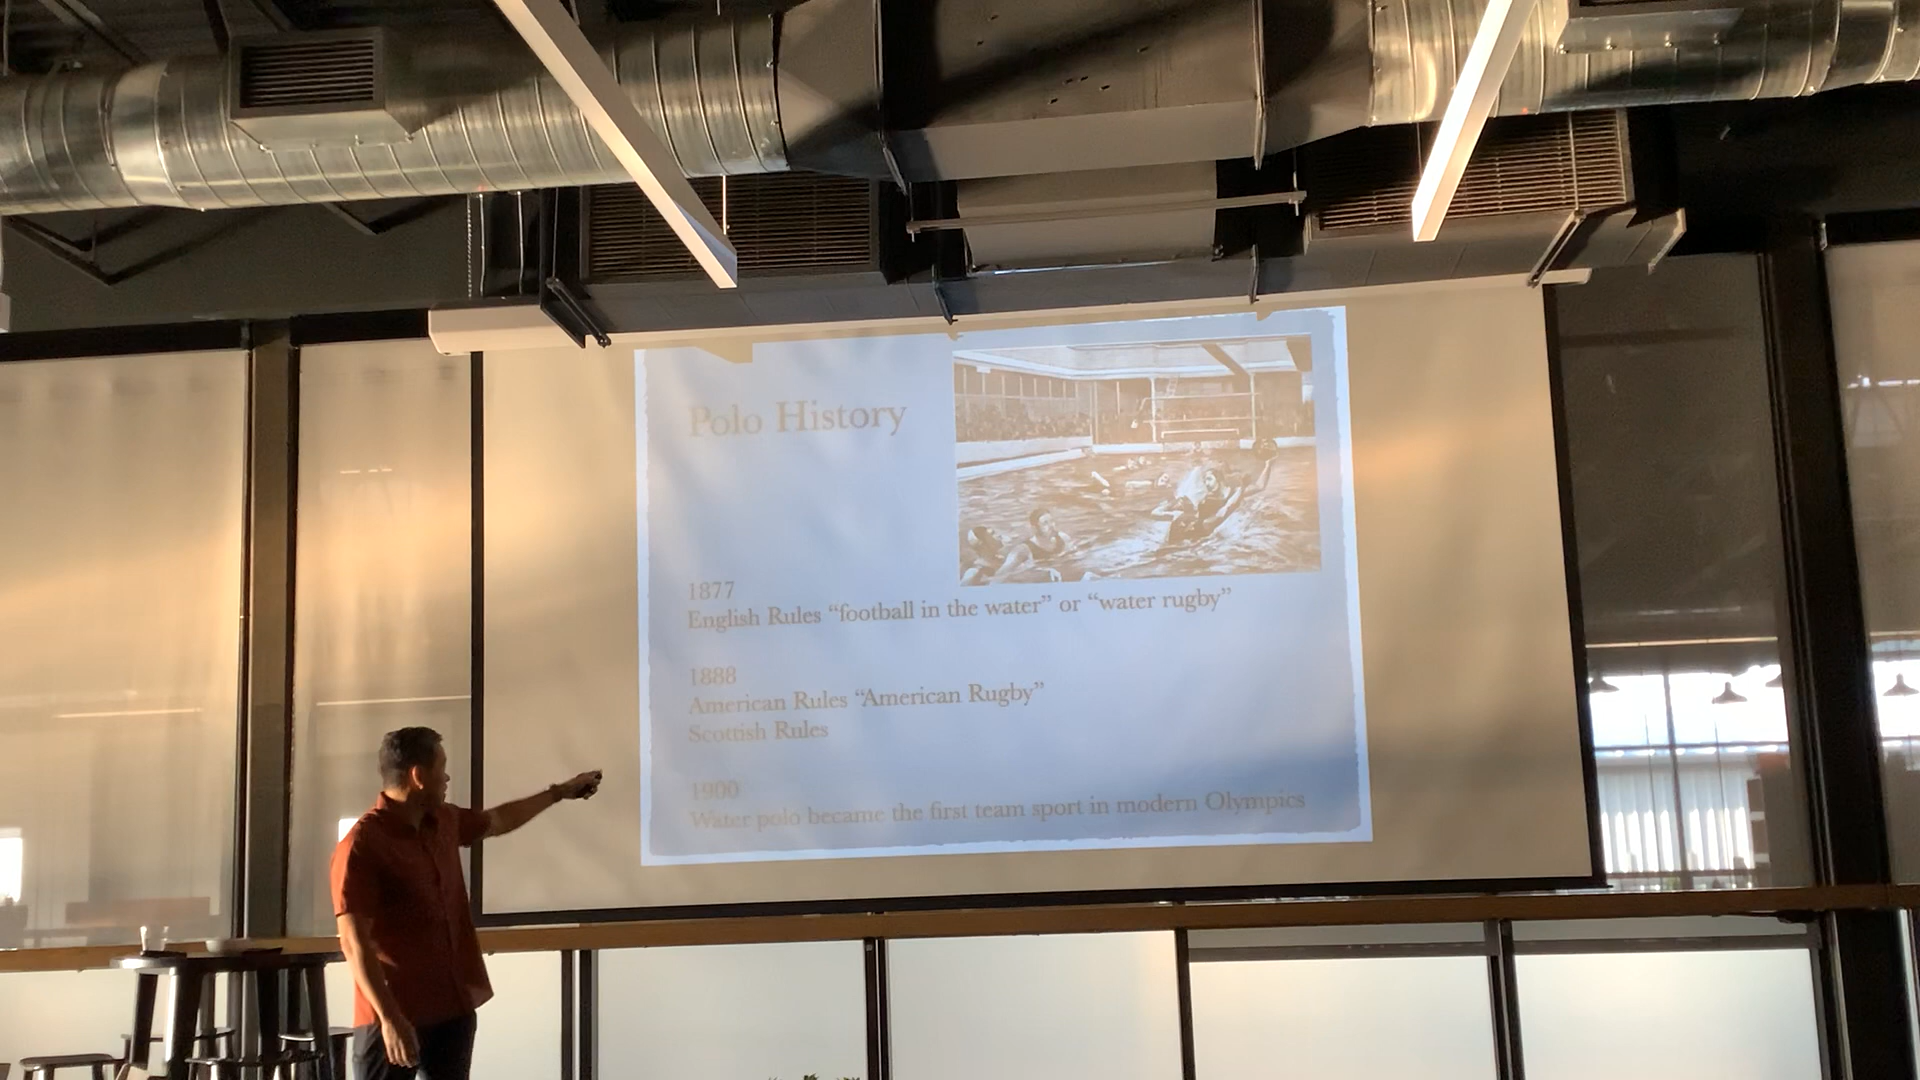 Polo History
1877
English Rules “football in the water” or “water rugby”
1888
American Rules “American Rugby”
Scottish Rules
1900
Water polo became the first team sport in modern Olympics